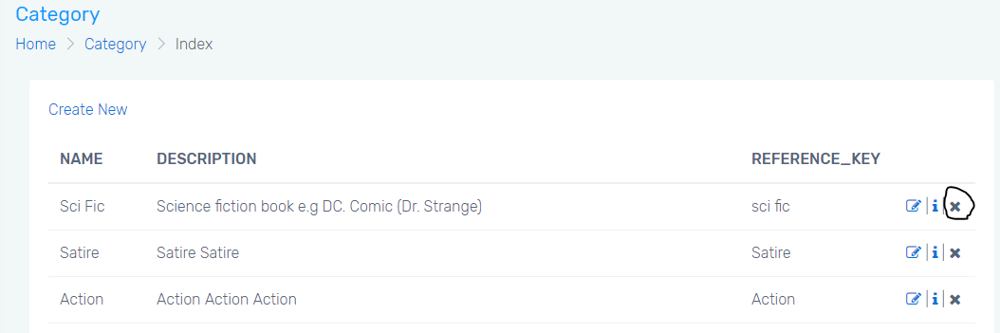 Category
Home > Category > Index
Create New
NAME DESCRIPTION REFERENCE_KEY
Sci Fic Science fiction book e.g DC. Comic (Dr. Strange) sci fic | i | ×
Satire Satire Satire Satire | i | ×
Action Action Action Action Action | i | ×